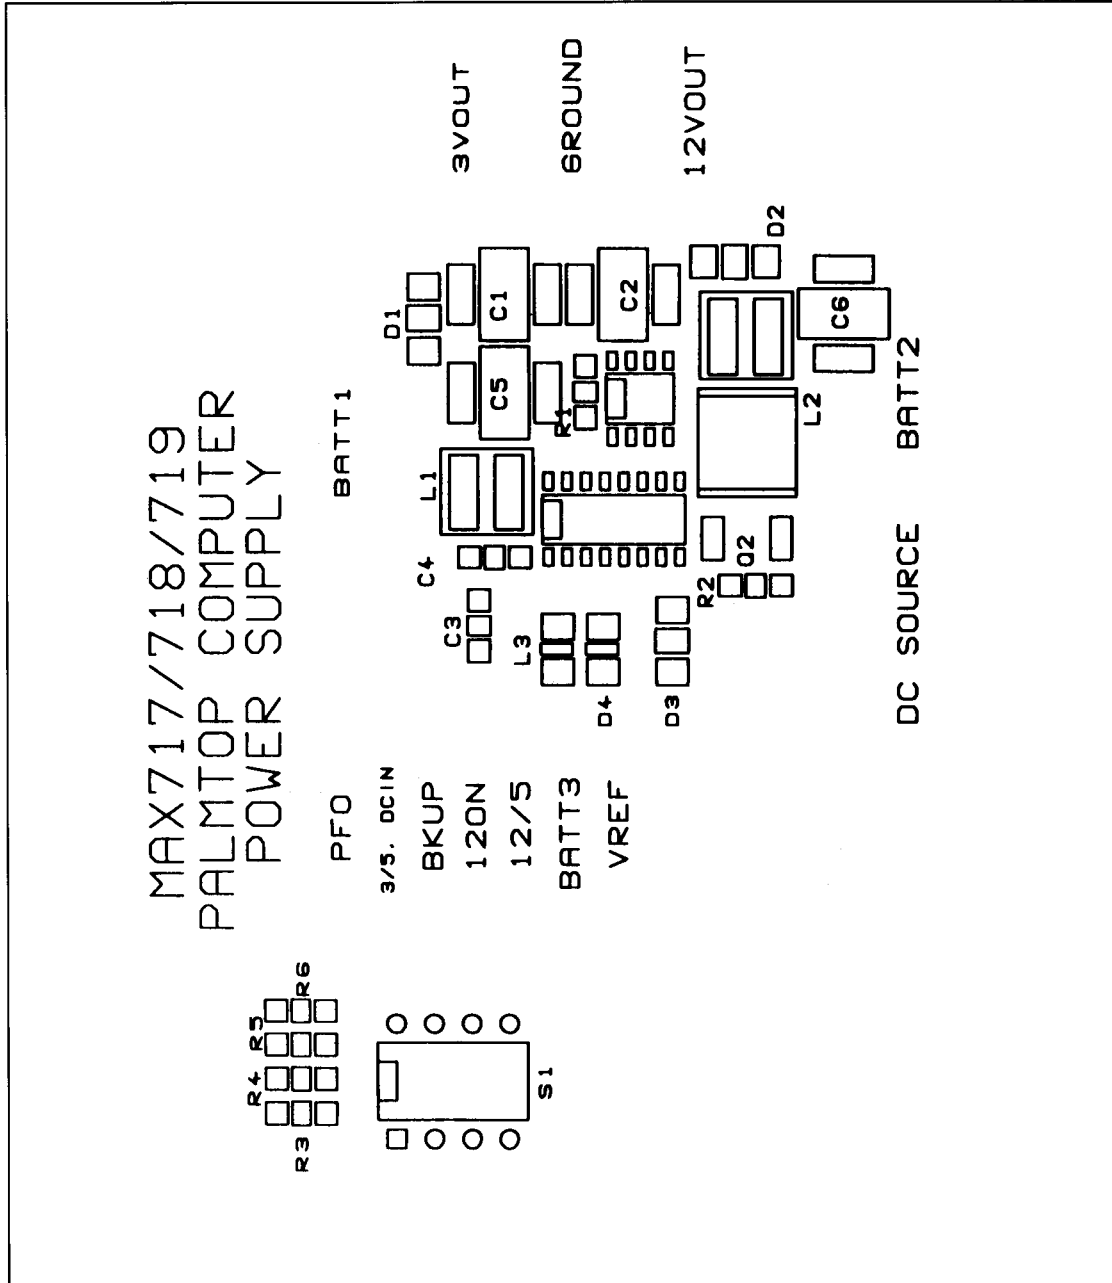 MAX717/718/719
PALMTOP COMPUTER
POWER SUPPLY
R3
R4
R5
R6
S1
PFO
3/5. DCIN
BKUP
12ON
12/5
BATT3
VREF
BATT1
D1
3VOUT
L1
C5
C1
C4
C3
L3
R1
C2
GROUND
D4
D3
R2
Q2
L2
D2
12VOUT
C6
DC SOURCE
BATT2